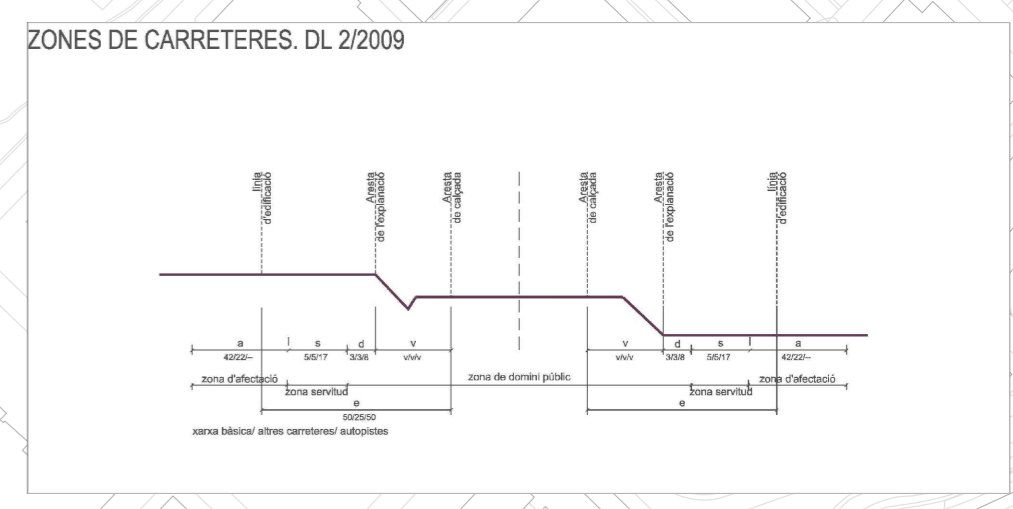 ZONES DE CARRETERES. DL 2/2009
línia
d'edificació
Aresta
de l'explanació
Aresta
de calçada
Aresta
de calçada
Aresta
de l'explanació
línia
d'edificació
a s d v v d s a
42/22/-- 5/5/17 3/3/8 v/v/v v/v/v 3/3/8 5/5/17 42/22/--
zona d'afectació zona de domini públic zona d'afectació
zona servitud zona servitud
e e
50/25/50
xarxa bàsica/ altres carreteres/ autopistes